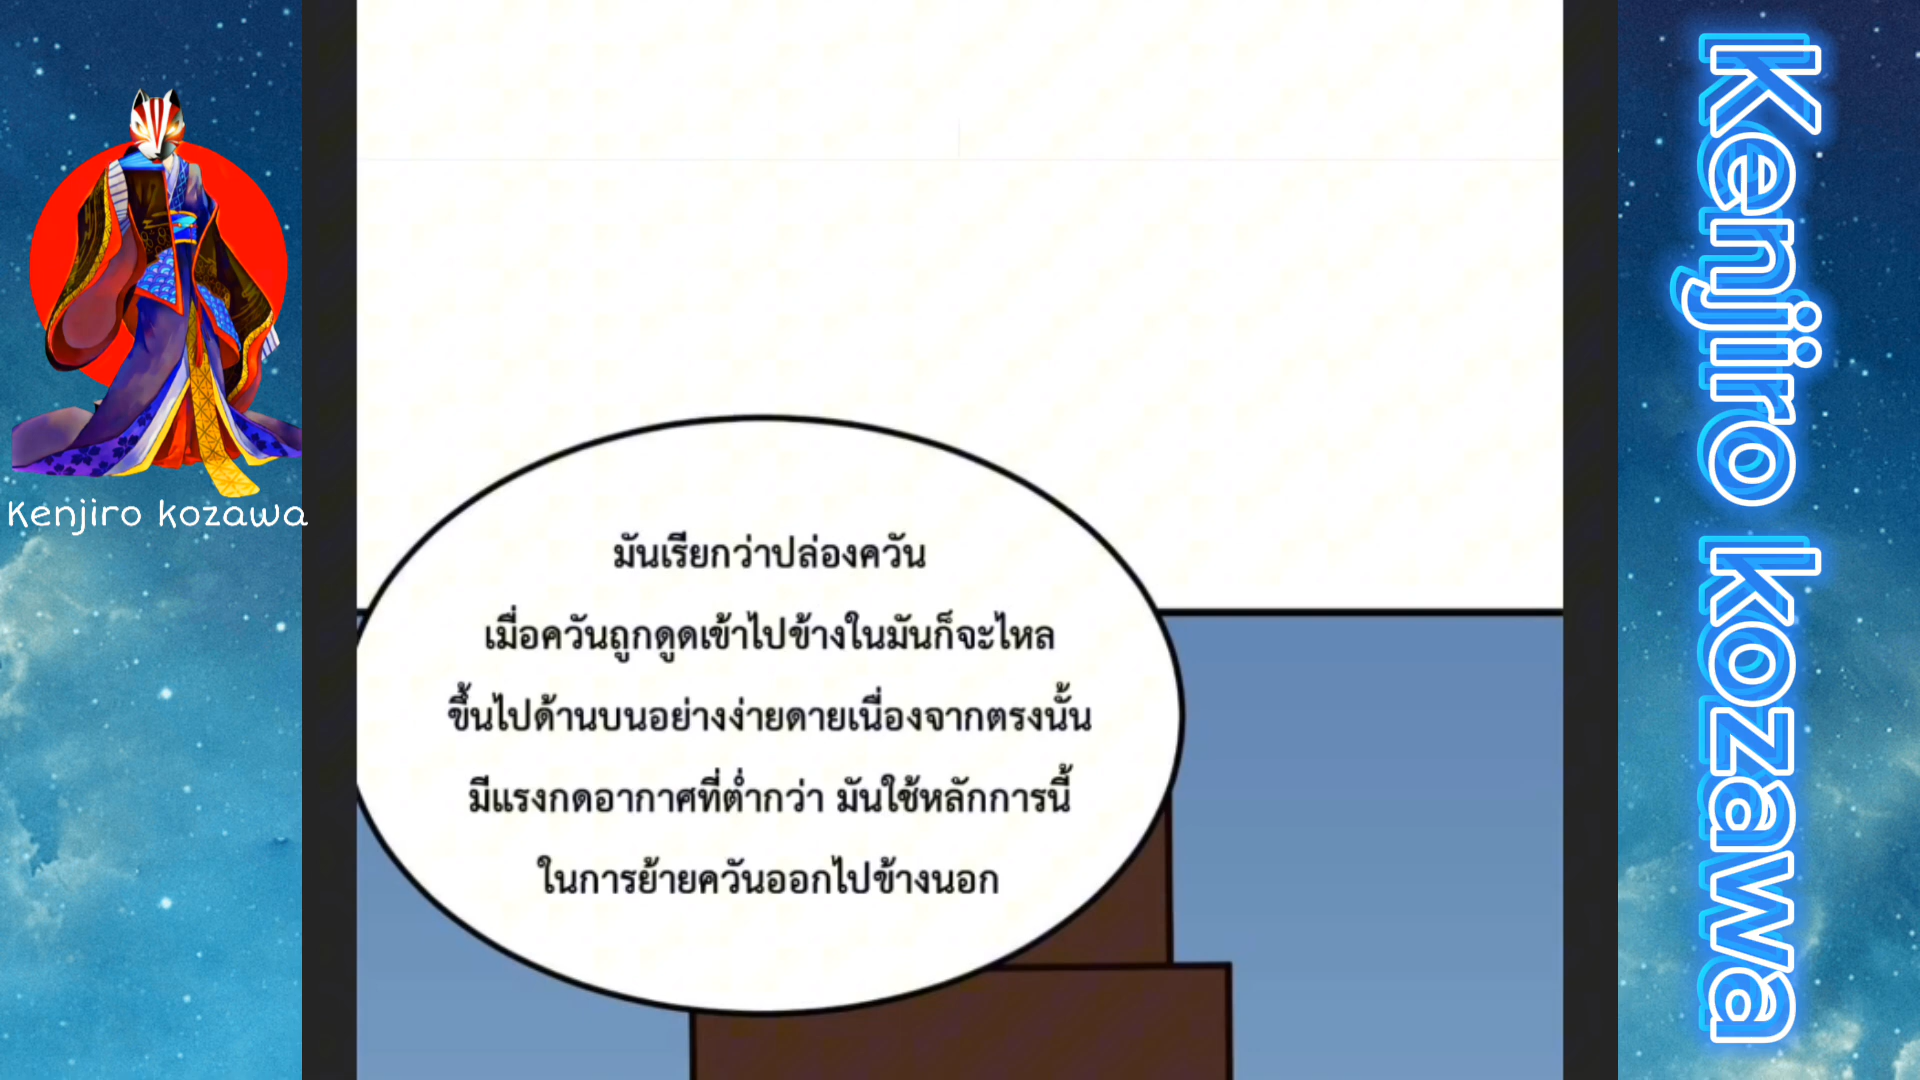 Kenjiro kozawa
มันเรียกว่าปล่องควัน
เมื่อควันถูกดูดเข้าไปข้างในมันก็จะไหล
ขึ้นไปด้านบนอย่างง่ายดายเนื่องจากตรงนั้น
มีแรงกดอากาศที่ต่ำกว่า มันใช้หลักการนี้
ในการย้ายควันออกไปข้างนอก
Kenjiro kozawa